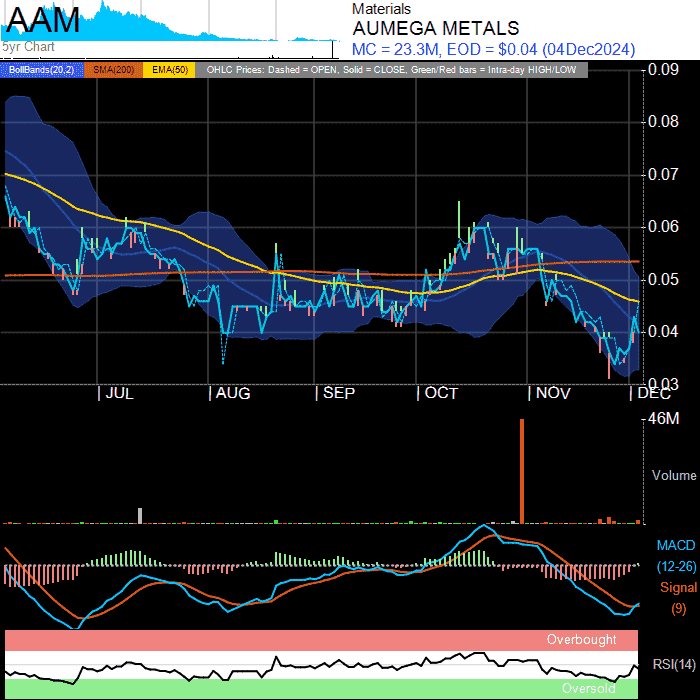 AAM
5yr Chart
Materials
AUMEGA METALS
MC = 23.3M, EOD = $0.04 (04Dec2024)
BollBands(20,2) SMA(200) EMA(50) OHLC Prices: Dashed = OPEN, Solid = CLOSE, Green/Red bars = Intra-day HIGH/LOW
0.09
0.08
0.07
0.06
0.05
0.04
0.03
| JUL | AUG | SEP | OCT | NOV | DEC
46M
Volume
MACD
(12-26)
Signal
(9)
Overbought
RSI(14)
Oversold